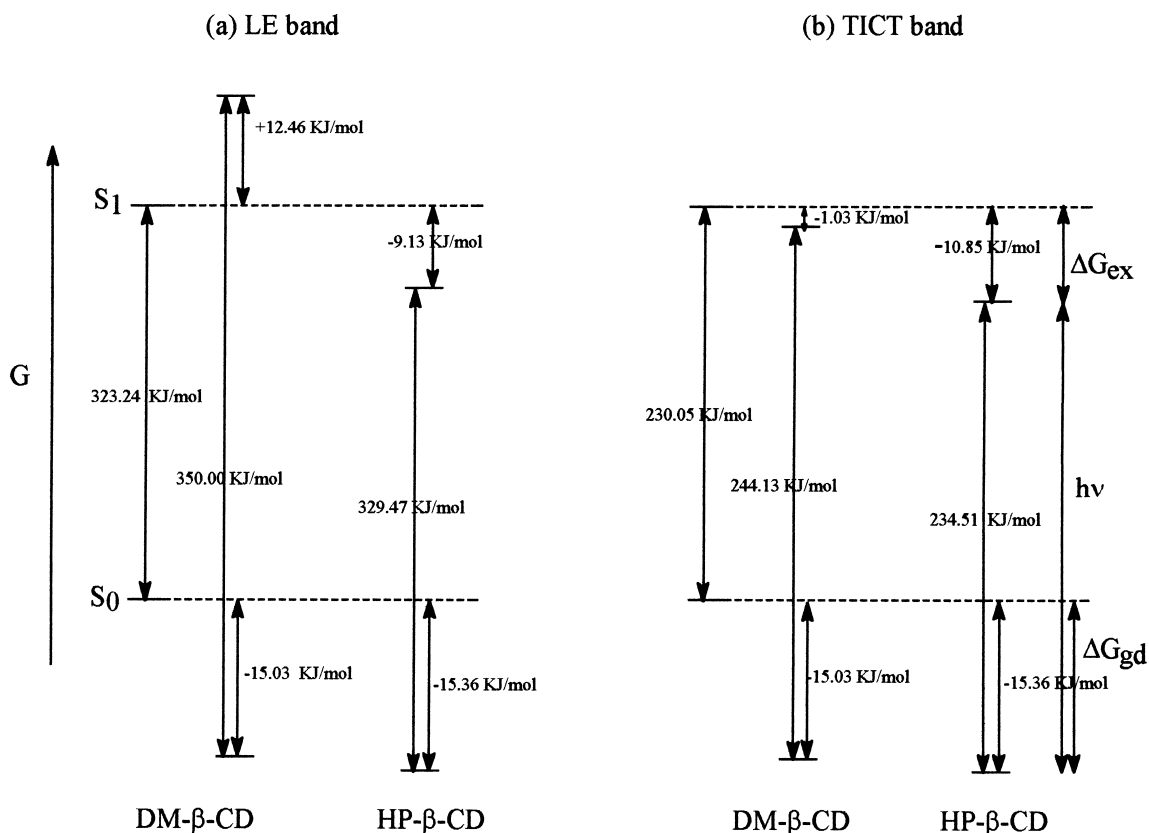 (a) LE band
(b) TICT band
+12.46 KJ/mol
S1
-9.13 KJ/mol
-1.03 KJ/mol
-10.85 KJ/mol
ΔGex
G
323.24 KJ/mol
350.00 KJ/mol
329.47 KJ/mol
230.05 KJ/mol
244.13 KJ/mol
234.51 KJ/mol
hν
S0
-15.03 KJ/mol
-15.36 KJ/mol
-15.03 KJ/mol
-15.36 KJ/mol
ΔGgd
DM-β-CD
HP-β-CD
DM-β-CD
HP-β-CD